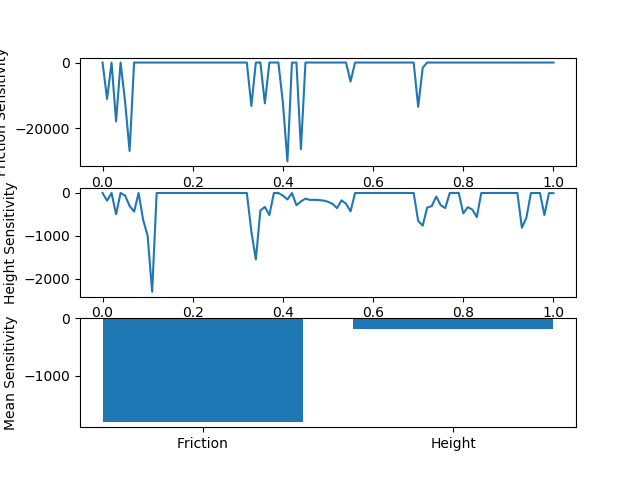 Friction Sensitivity
0
−20000
0.0 0.2 0.4 0.6 0.8 1.0
Height Sensitivity
0
−1000
−2000
0.0 0.2 0.4 0.6 0.8 1.0
Mean Sensitivity
0
−1000
Friction Height